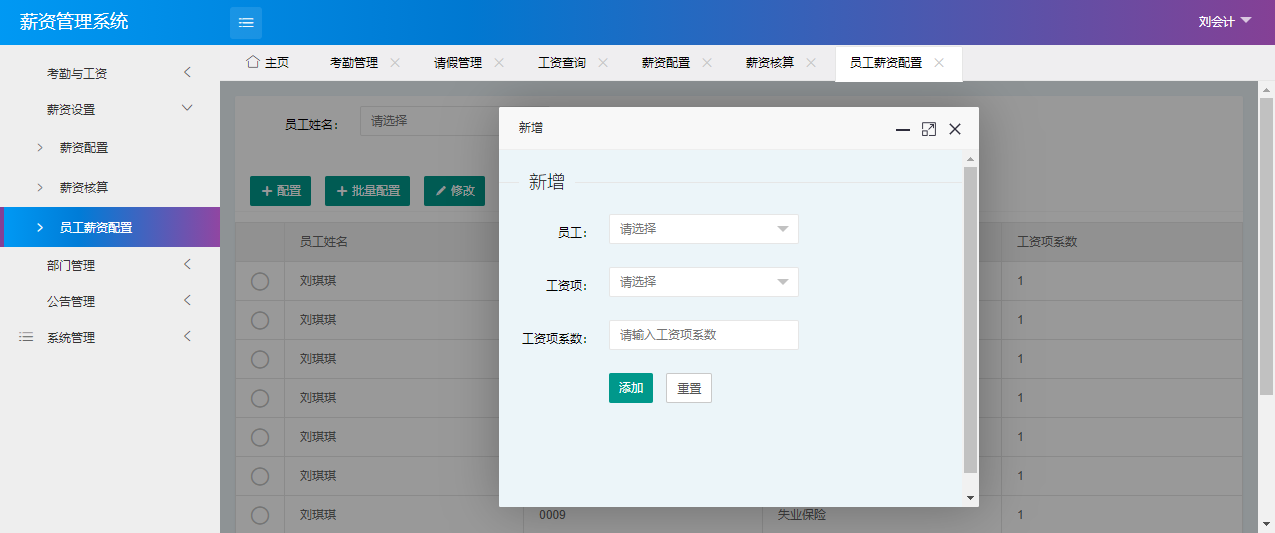 薪资管理系统
刘会计
主页 考勤管理 请假管理 工资查询 薪资配置 薪资核算 员工薪资配置
考勤与工资
薪资设置
薪资配置
薪资核算
员工薪资配置
部门管理
公告管理
系统管理
员工姓名： 请选择
配置 批量配置 修改
员工姓名 工资项系数
刘琪琪 1
刘琪琪 1
刘琪琪 1
刘琪琪 1
刘琪琪 1
刘琪琪 1
刘琪琪 0009 失业保险 1
新增
新增
员工： 请选择
工资项： 请选择
工资项系数： 请输入工资项系数
添加 重置